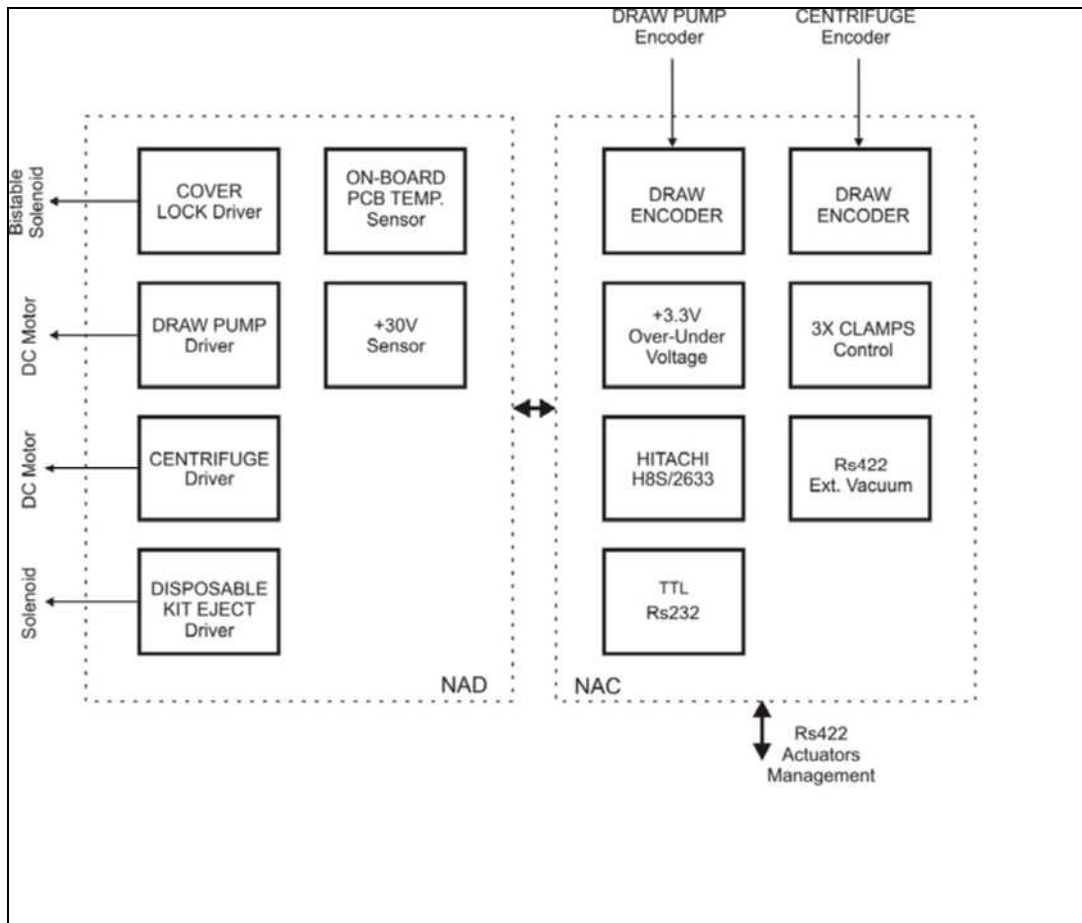 DRAW PUMP
Encoder
CENTRIFUGE
Encoder
Bistable
Solenoid
COVER
LOCK Driver
ON-BOARD
PCB TEMP.
Sensor
DRAW
ENCODER
DRAW
ENCODER
DC Motor
DRAW PUMP
Driver
+30V
Sensor
+3.3V
Over-Under
Voltage
3X CLAMPS
Control
DC Motor
CENTRIFUGE
Driver
HITACHI
H8S/2633
Rs422
Ext. Vacuum
Solenoid
DISPOSABLE
KIT EJECT
Driver
TTL
Rs232
NAD
NAC
Rs422
Actuators
Management